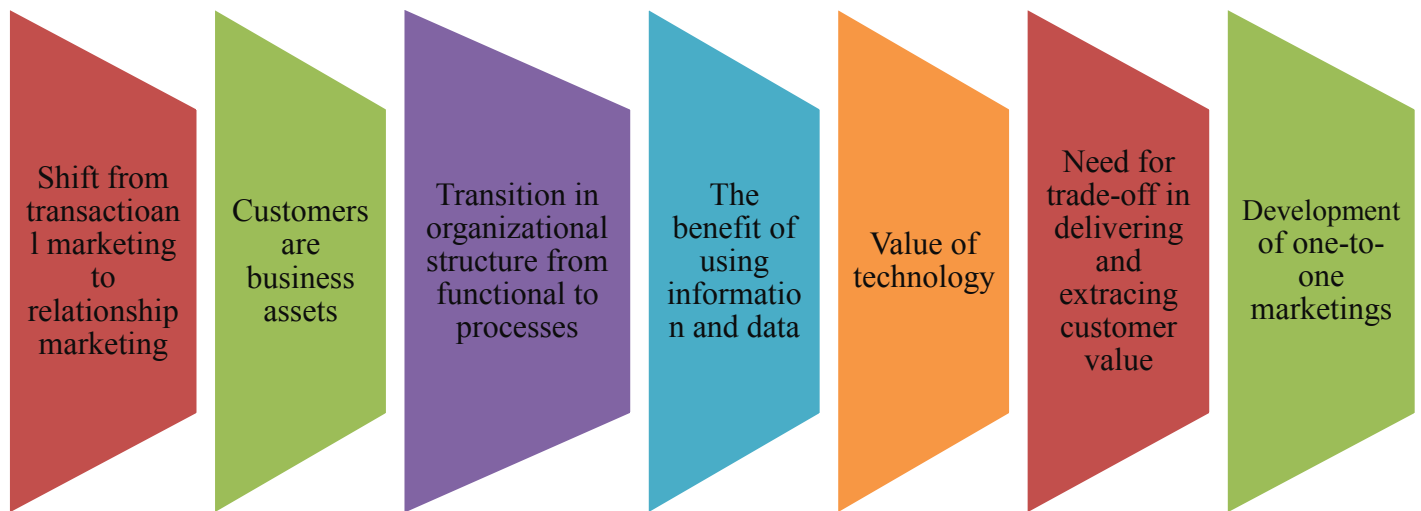 Shift from
transactioan
l marketing
to
relationship
marketing
Customers
are
business
assets
Transition in
organizational
structure from
functional to
processes
The
benefit of
using
informatio
n and data
Value of
technology
Need for
trade-off in
delivering
and
extracing
customer
value
Development
of one-to-
one
marketings